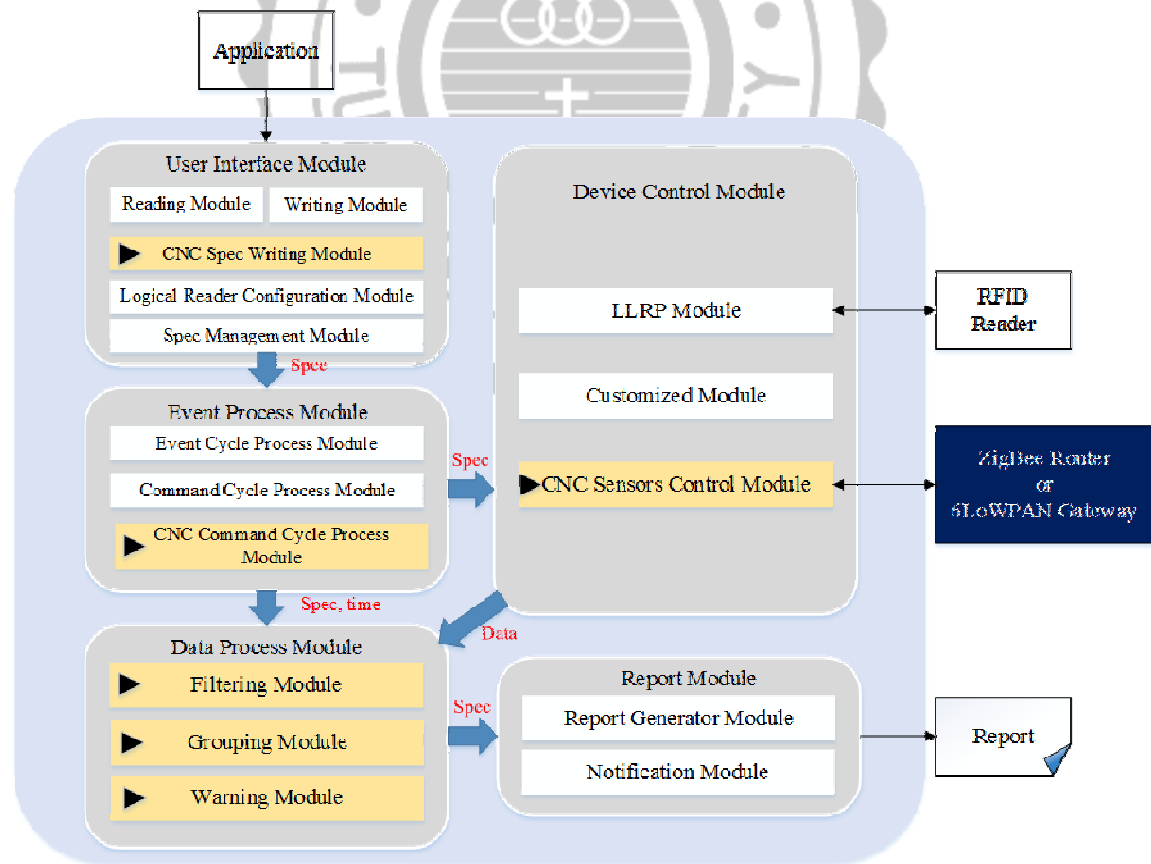 Application
User Interface Module
Reading Module
Writing Module
CNC Spec Writing Module
Logical Reader Configuration Module
Spec Management Module
Spec
Event Process Module
Event Cycle Process Module
Command Cycle Process Module
CNC Command Cycle Process
Module
Spec
Spec, time
Device Control Module
LLRP Module
Customized Module
CNC Sensors Control Module
RFID
Reader
ZigBee Router
or
6LoWPAN Gateway
Data
Data Process Module
Filtering Module
Grouping Module
Warning Module
Spec
Report Module
Report Generator Module
Notification Module
Report